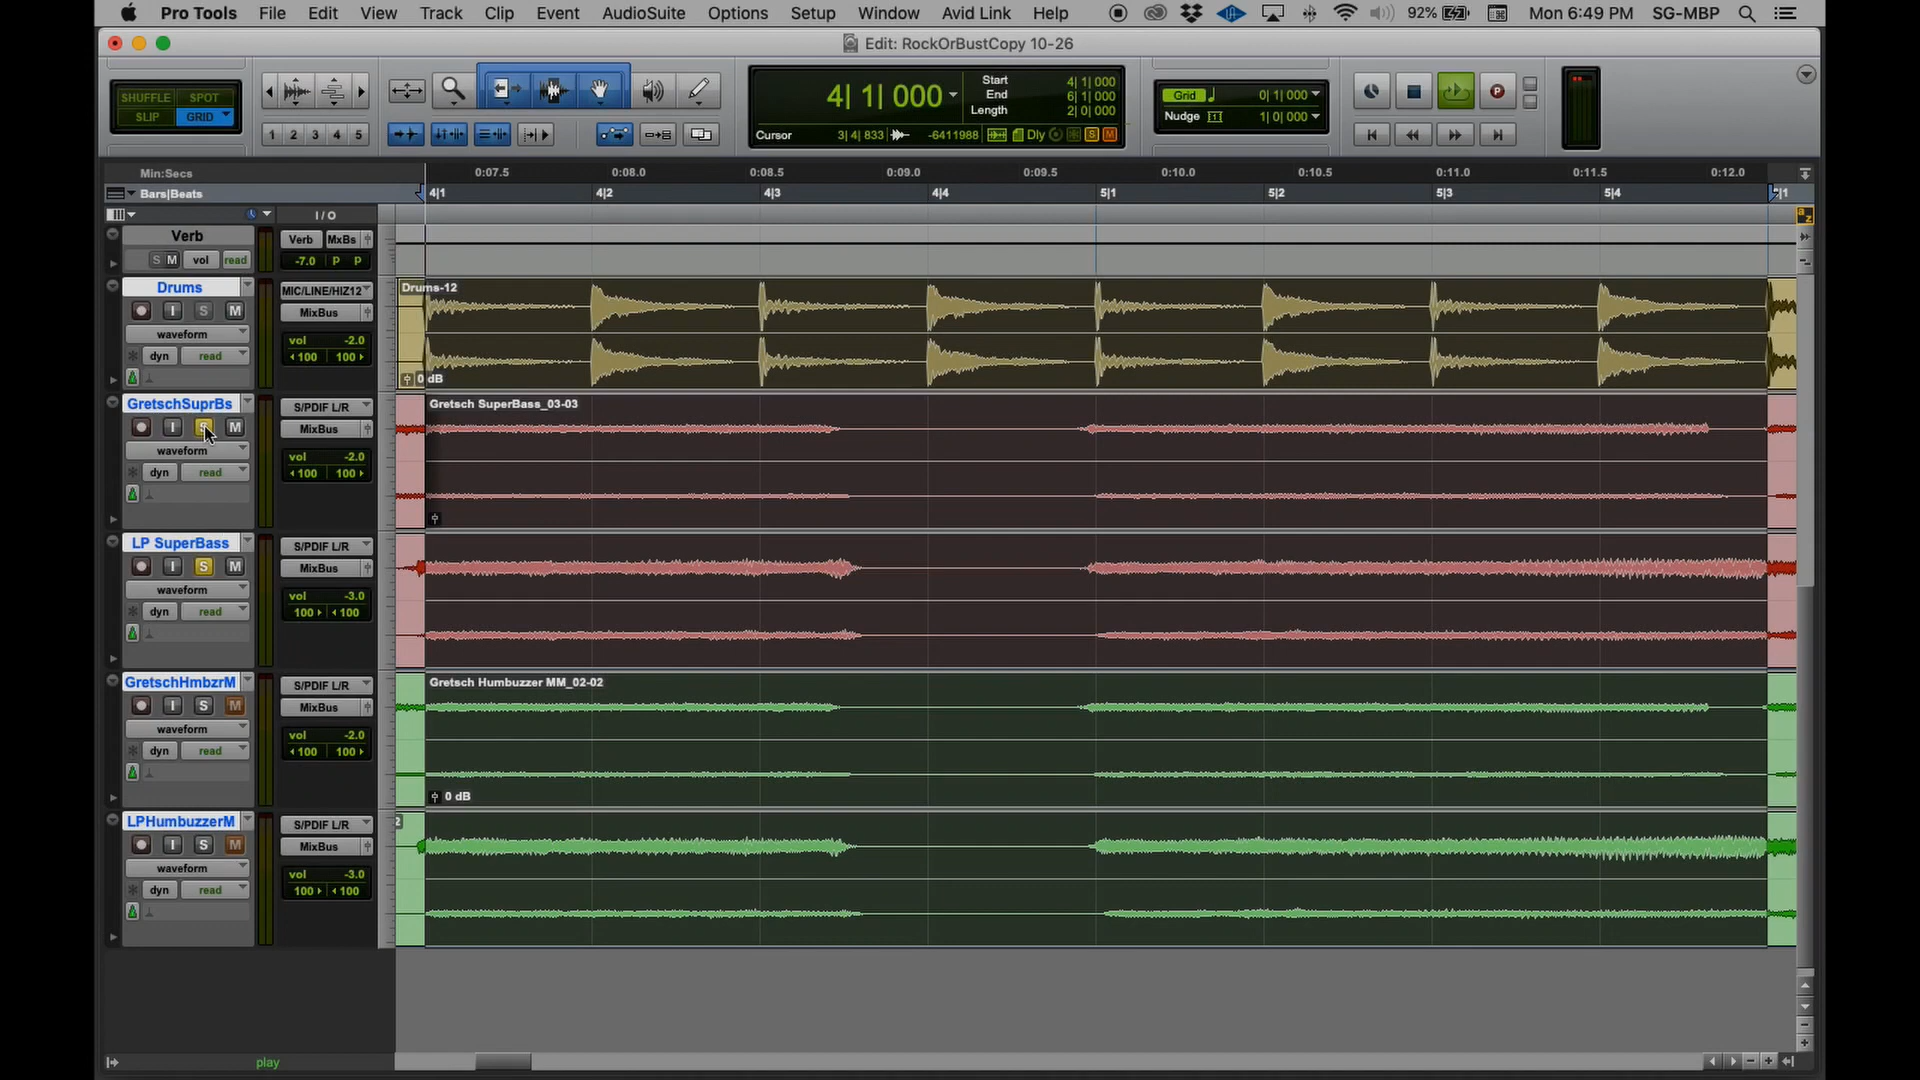 Pro Tools File Edit View Track Clip Event AudioSuite Options Setup Window Avid Link Help 92% Mon 6:49 PM SG-MBP
Edit: RockOrBustCopy 10-26
SHUFFLE SPOT
SLIP GRID
1 2 3 4 5
4| 1| 000
Start 4| 1| 000
End 6| 1| 000
Length 2| 0| 000
Cursor 3| 4| 833 -6411988 Dly S M
Grid 0| 1| 000
Nudge 1| 0| 000
P
Min:Secs 0:07.5 0:08.0 0:08.5 0:09.0 0:09.5 0:10.0 0:10.5 0:11.0 0:11.5 0:12.0
Bars|Beats 4|1 4|2 4|3 4|4 5|1 5|2 5|3 5|4 |1
I / O
a z
Verb Verb MxBs
S M vol read -7.0 P P
Drums MIC/LINE/HIZ12 Drums-12
I S M MixBus
waveform vol -2.0
dyn read 100 100 0 dB
GretschSuprBs S/PDIF L/R Gretsch SuperBass_03-03
I S M MixBus
waveform vol -2.0
dyn read 100 100
LP SuperBass S/PDIF L/R
I S M MixBus
waveform vol -3.0
dyn read 100 100
GretschHmbzrM S/PDIF L/R Gretsch Humbuzzer MM_02-02
I S M MixBus
waveform vol -2.0
dyn read 100 100
0 dB
LPHumbuzzerM S/PDIF L/R 2
I S M MixBus
waveform vol -3.0
dyn read 100 100
play